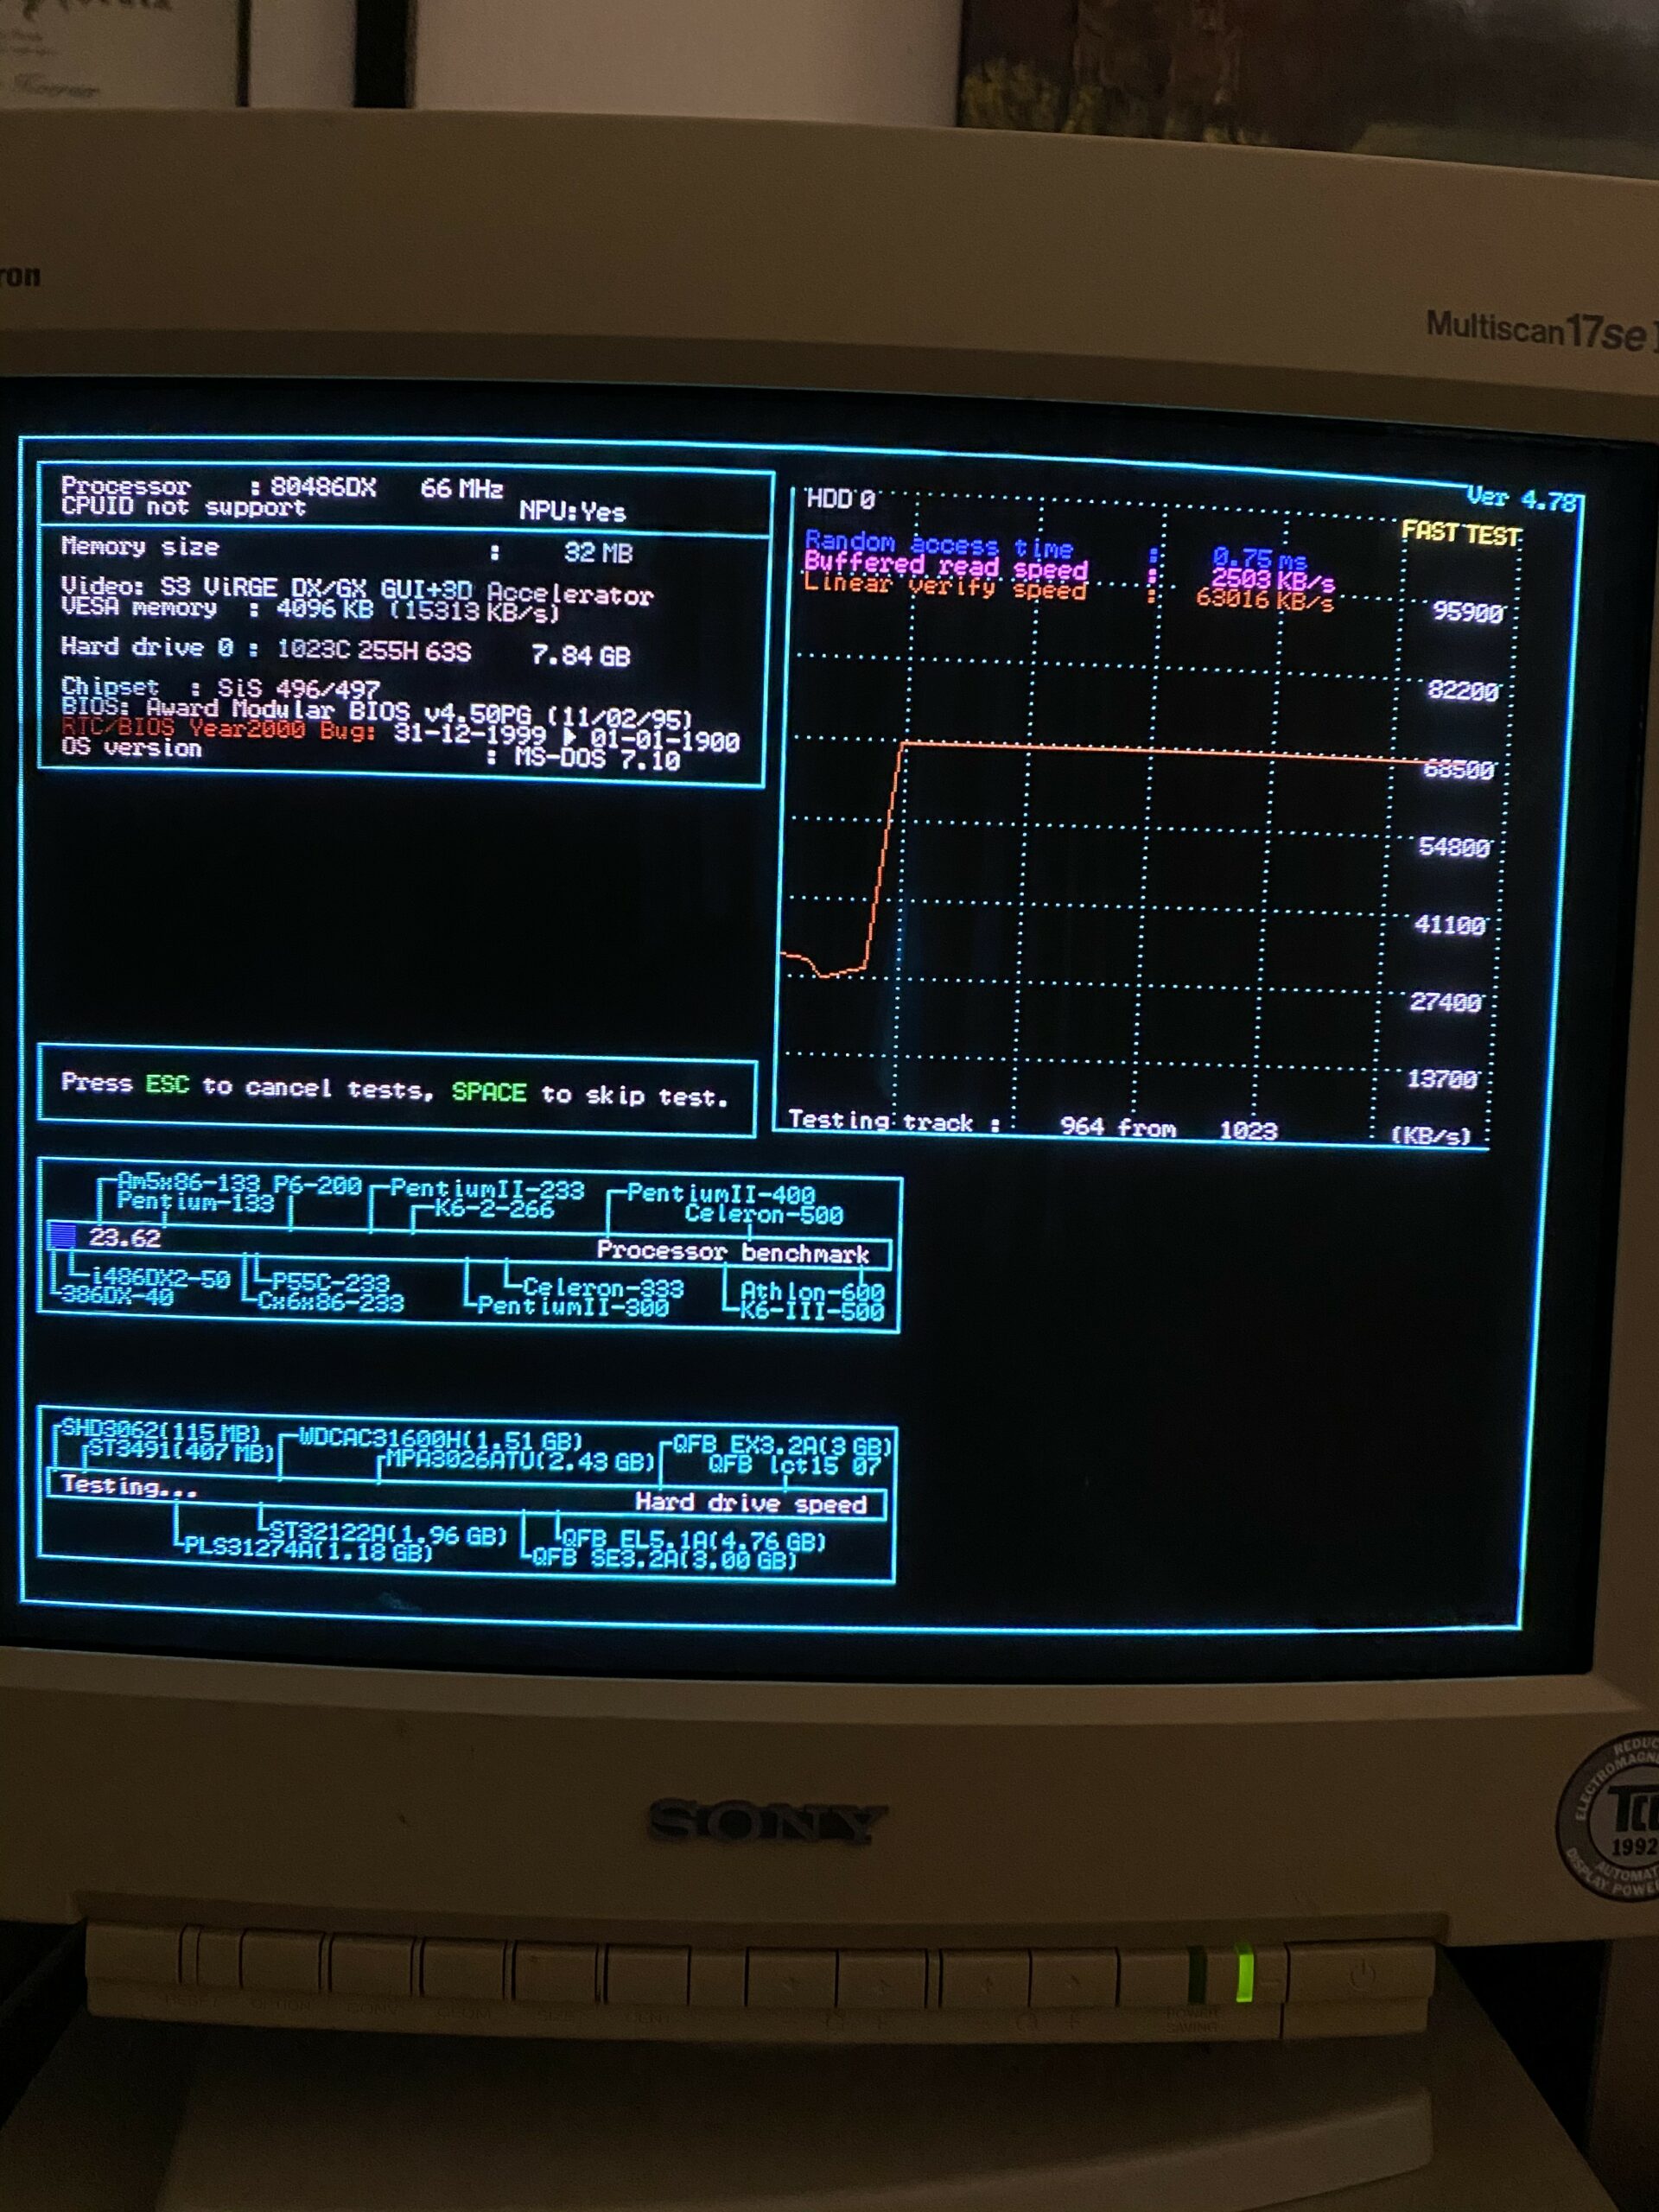 ron
Multiscan17se
Processor : 80486DX 66 MHz
CPUID not support NPU:Yes
Memory size : 32 MB
Video: S3 ViRGE DX/GX GUI+3D Accelerator
VESA memory : 4096 KB (15313 KB/s)
Hard drive 0 : 1023C 255H 63S 7.84 GB
Chipset : SiS 496/497
BIOS: Award Modular BIOS v4.50PG (11/02/95)
RTC/BIOS Year2000 Bug: 31-12-1999 ▶ 01-01-1900
OS version : MS-DOS 7.10
Ver 4.78
HDD 0
FAST TEST
Random access time : 0.75 ms
Buffered read speed : 2503 KB/s
Linear verify speed : 63016 KB/s
95900
82200
68500
54800
41100
27400
13700
Testing track : 964 from 1023 (KB/s)
Press ESC to cancel tests, SPACE to skip test.
Am5x86-133 P6-200 PentiumII-233 PentiumII-400
Pentium-133 K6-2-266 Celeron-500
23.62 Processor benchmark
i486DX2-50 P55C-233 Celeron-333 Athlon-600
386DX-40 Cx6x86-233 PentiumII-300 K6-III-500
SHD3062(115 MB) WDCAC31600H(1.51 GB) QFB EX3.2A(3 GB)
ST3491(407 MB) MPA3026ATU(2.43 GB) QFB lct15 07
Testing... Hard drive speed
ST32122A(1.96 GB) QFB EL5.1A(4.76 GB)
PLS31274A(1.18 GB) QFB SE3.2A(3.00 GB)
SONY
1992